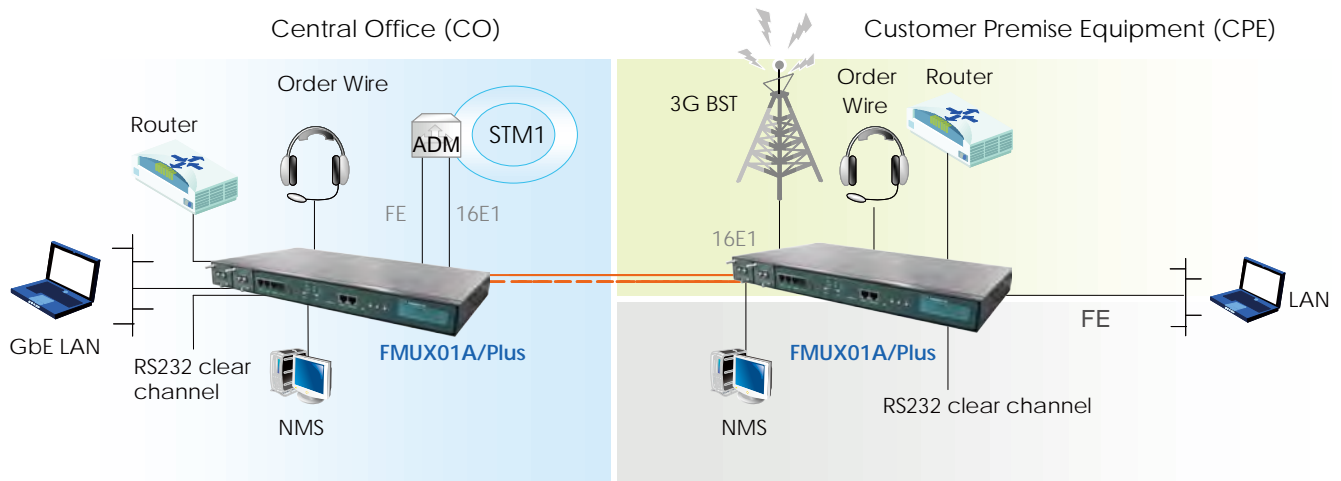 Central Office (CO)
Customer Premise Equipment (CPE)
Order Wire
Router
ADM
STM1
FE
16E1
GbE LAN
RS232 clear
channel
FMUX01A/Plus
NMS
3G BST
Order
Wire
Router
16E1
FE
LAN
FMUX01A/Plus
RS232 clear channel
NMS